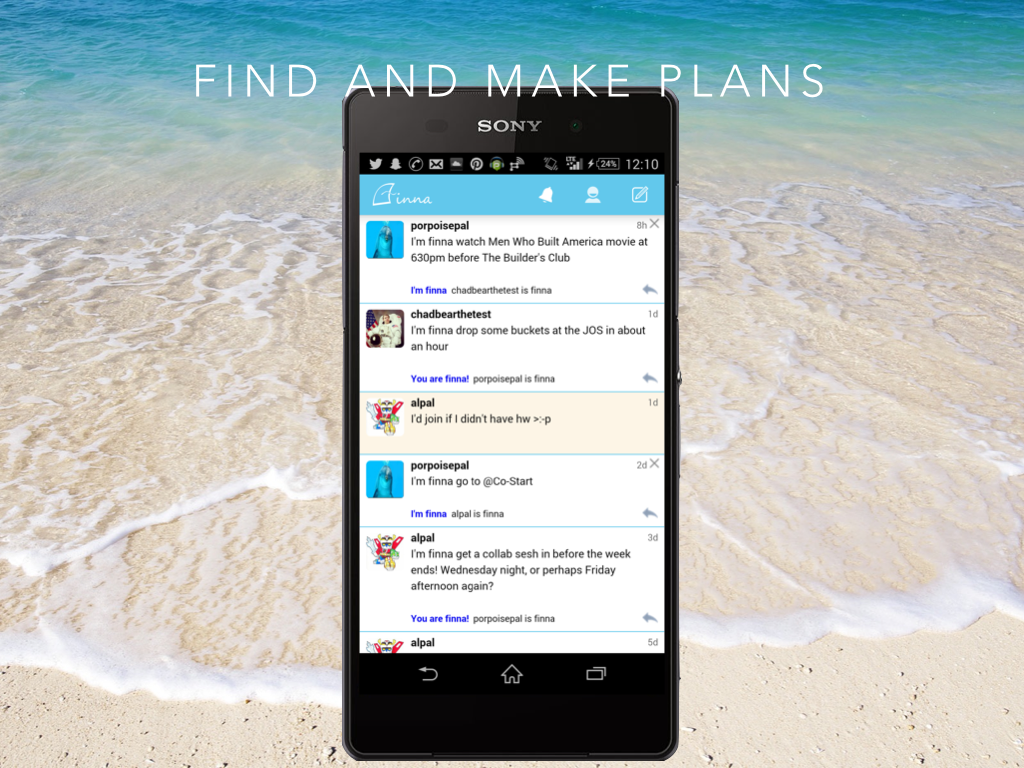 FIND AND MAKE PLANS
SONY
LTE
24%
12:10
Finna
porpoisepal
8h
I'm finna watch Men Who Built America movie at
630pm before The Builder's Club
I'm finna chadbearthetest is finna
chadbearthetest
1d
I'm finna drop some buckets at the JOS in about
an hour
You are finna! porpoisepal is finna
alpal
1d
I'd join if I didn't have hw >:-p
porpoisepal
2d
I'm finna go to @Co-Start
I'm finna alpal is finna
alpal
3d
I'm finna get a collab sesh in before the week
ends! Wednesday night, or perhaps Friday
afternoon again?
You are finna! porpoisepal is finna
alpal
5d